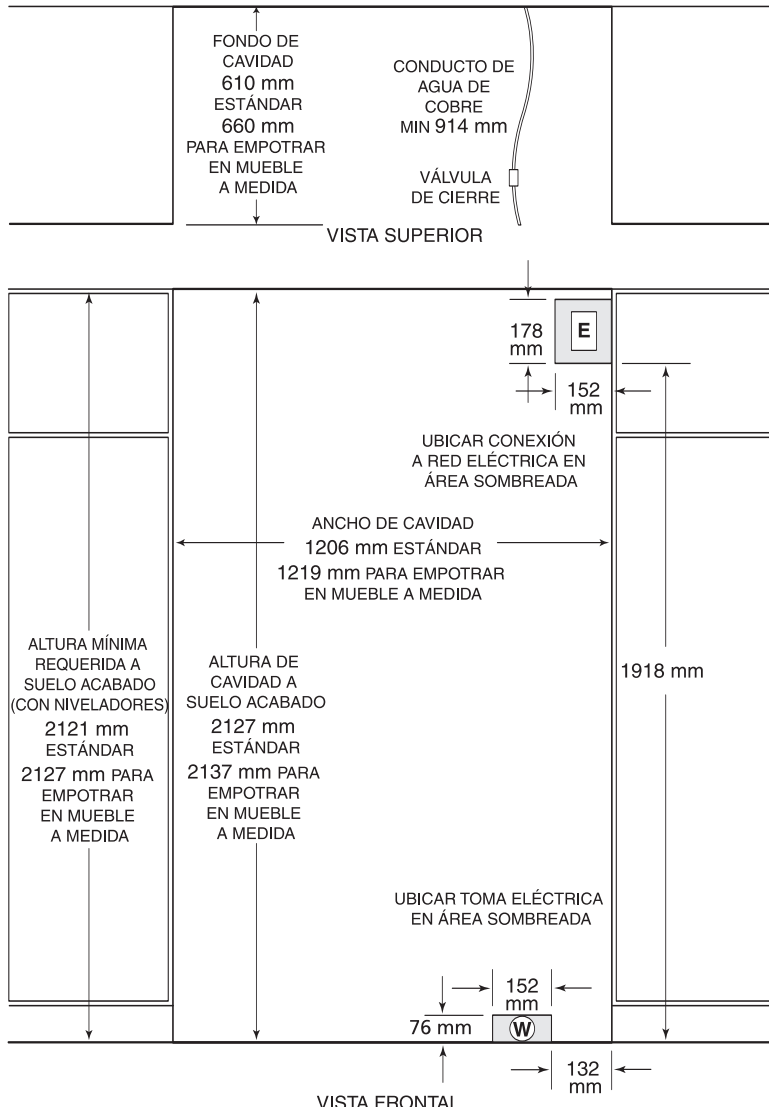 FONDO DE
CAVIDAD
610 mm
ESTÁNDAR
660 mm
PARA EMPOTRAR
EN MUEBLE
A MEDIDA
CONDUCTO DE
AGUA DE
COBRE
MIN 914 mm
VÁLVULA
DE CIERRE
VISTA SUPERIOR
178
mm
E
152
mm
UBICAR CONEXIÓN
A RED ELÉCTRICA EN
ÁREA SOMBREADA
ANCHO DE CAVIDAD
1206 mm ESTÁNDAR
1219 mm PARA EMPOTRAR
EN MUEBLE A MEDIDA
ALTURA MÍNIMA
REQUERIDA A
SUELO ACABADO
(CON NIVELADORES)
2121 mm
ESTÁNDAR
2127 mm PARA
EMPOTRAR
EN MUEBLE
A MEDIDA
ALTURA DE
CAVIDAD A
SUELO ACABADO
2127 mm
ESTÁNDAR
2137 mm PARA
EMPOTRAR
EN MUEBLE
A MEDIDA
1918 mm
UBICAR TOMA ELÉCTRICA
EN ÁREA SOMBREADA
152
mm
76 mm
W
132
mm
VISTA FRONTAL